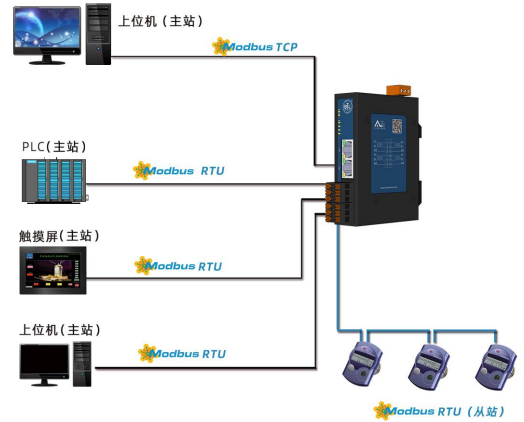 上位机（主站）
Modbus TCP
PLC(主站)
Modbus RTU
触摸屏(主站)
Modbus RTU
上位机(主站)
Modbus RTU
Modbus RTU（从站）